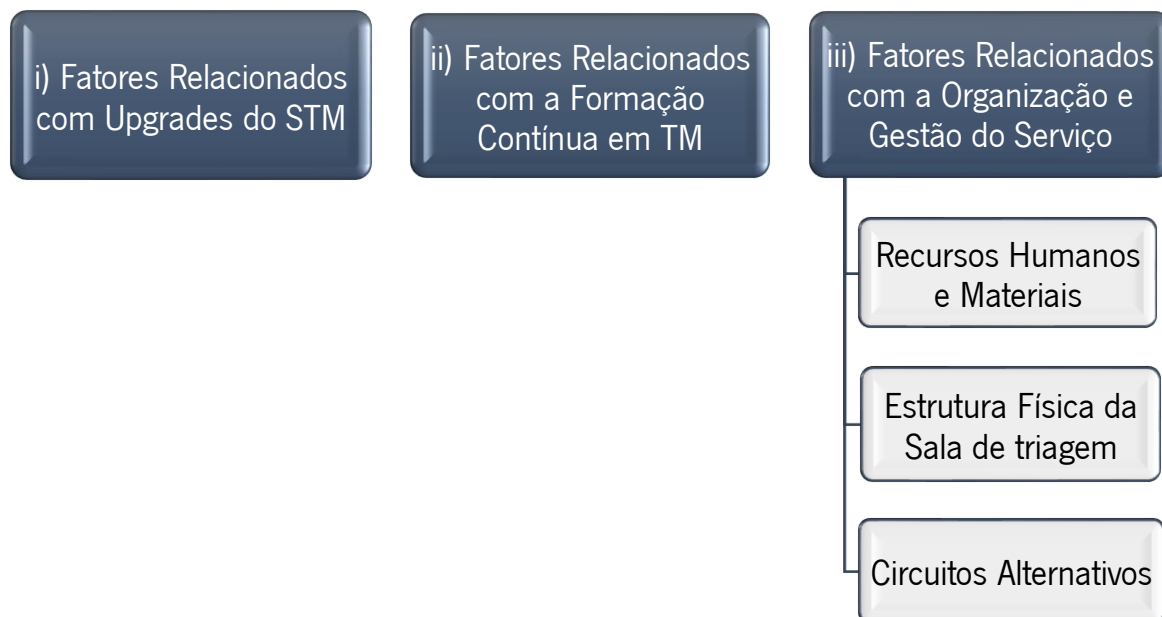 i) Fatores Relacionados
com Upgrades do STM
ii) Fatores Relacionados
com a Formação
Contínua em TM
iii) Fatores Relacionados
com a Organização e
Gestão do Serviço
Recursos Humanos
e Materiais
Estrutura Física da
Sala de triagem
Circuitos Alternativos